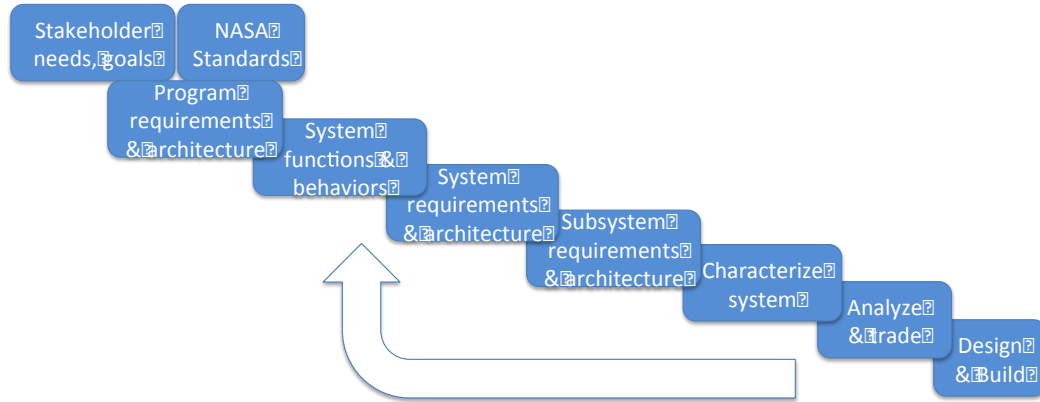 Stakeholder
needs, goals
NASA
Standards
Program
requirements
& architecture
System
functions &
behaviors
System
requirements
& architecture
Subsystem
requirements
& architecture
Characterize
system
Analyze
& trade
Design
& Build